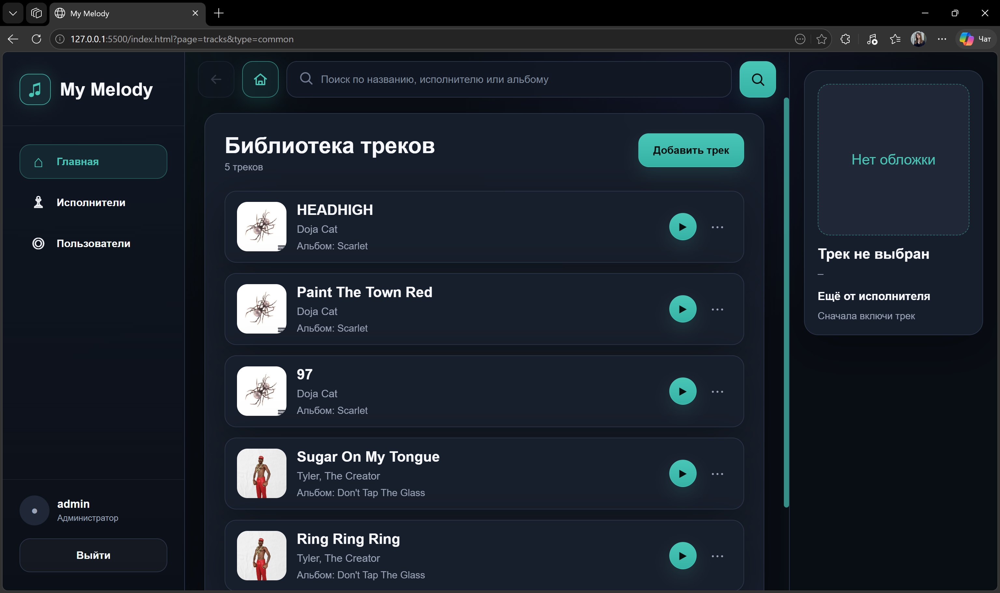 My Melody
127.0.0.1:5500/index.html?page=tracks&type=common
Чат
My Melody
Главная
Исполнители
Пользователи
admin
Администратор
Выйти
Поиск по названию, исполнителю или альбому
Библиотека треков
5 треков
Добавить трек
HEADHIGH
Doja Cat
Альбом: Scarlet
Paint The Town Red
Doja Cat
Альбом: Scarlet
97
Doja Cat
Альбом: Scarlet
Sugar On My Tongue
Tyler, The Creator
Альбом: Don't Tap The Glass
Ring Ring Ring
Tyler, The Creator
Альбом: Don't Tap The Glass
Нет обложки
Трек не выбран
–
Ещё от исполнителя
Сначала включи трек